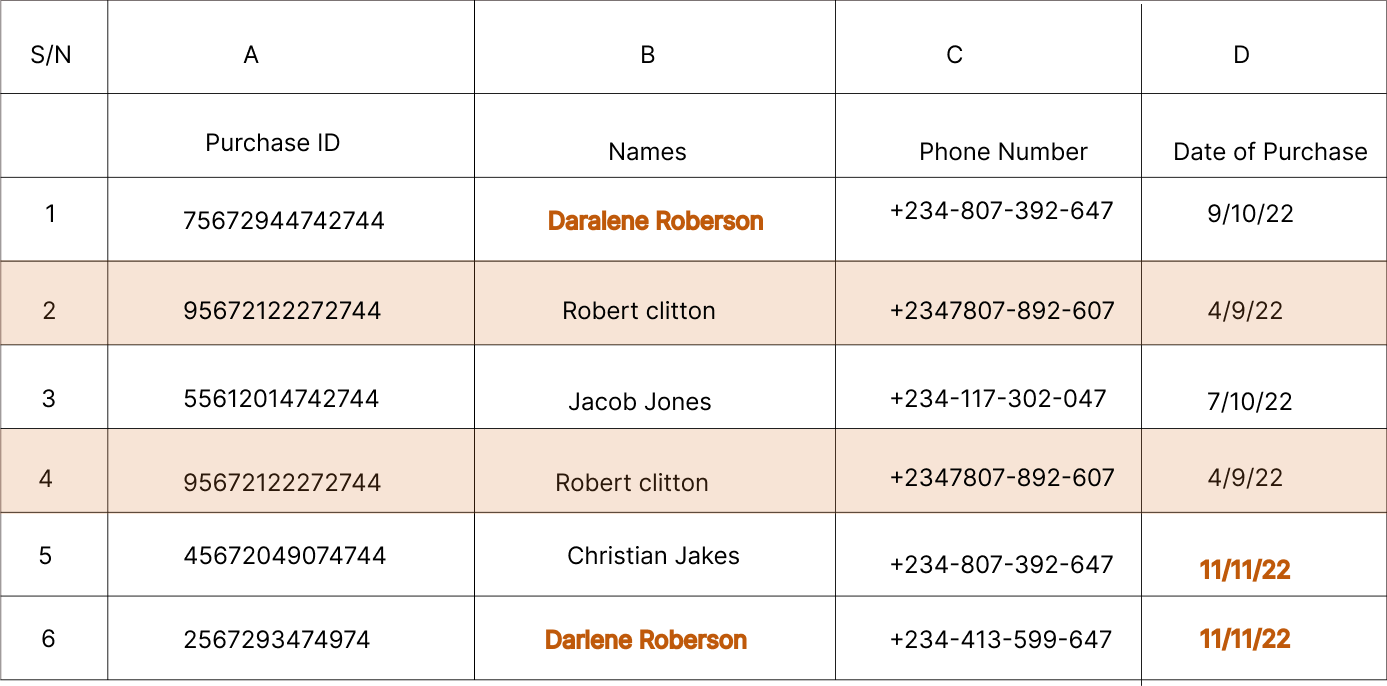 S/N A B C D
Purchase ID Names Phone Number Date of Purchase
1 75672944742744 Daralene Roberson +234-807-392-647 9/10/22
2 95672122272744 Robert clitton +2347807-892-607 4/9/22
3 55612014742744 Jacob Jones +234-117-302-047 7/10/22
4 95672122272744 Robert clitton +2347807-892-607 4/9/22
5 45672049074744 Christian Jakes +234-807-392-647 11/11/22
6 2567293474974 Darlene Roberson +234-413-599-647 11/11/22